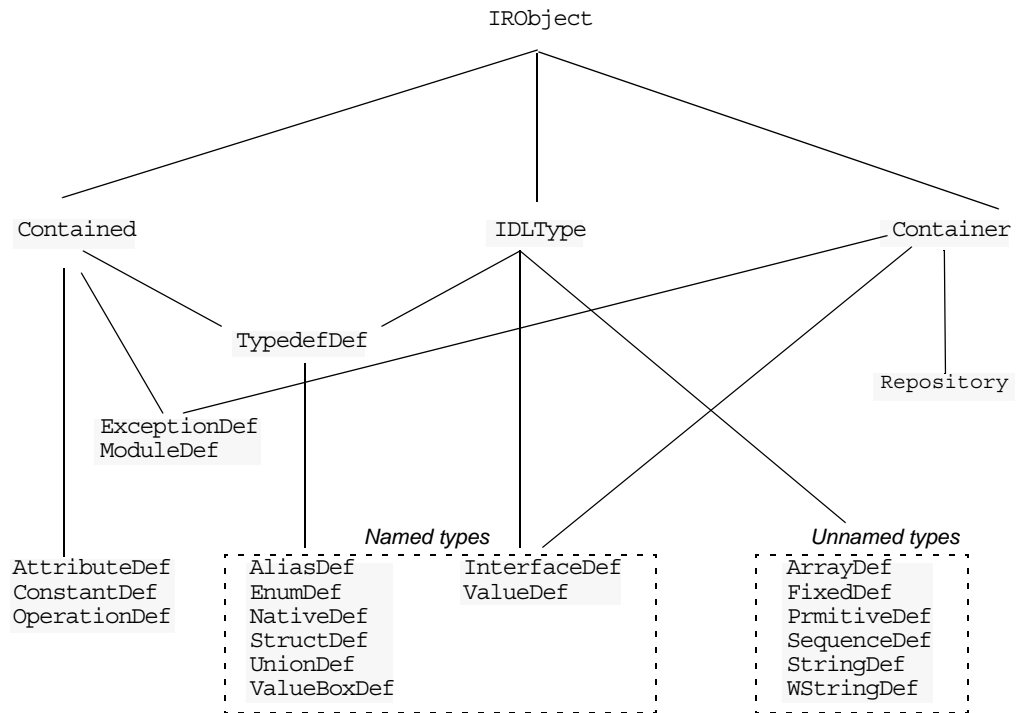 IRObject
Contained
IDLType
Container
TypedefDef
Repository
ExceptionDef
ModuleDef
Named types
Unnamed types
AttributeDef
ConstantDef
OperationDef
AliasDef
EnumDef
NativeDef
StructDef
UnionDef
ValueBoxDef
InterfaceDef
ValueDef
ArrayDef
FixedDef
PrmitiveDef
SequenceDef
StringDef
WStringDef